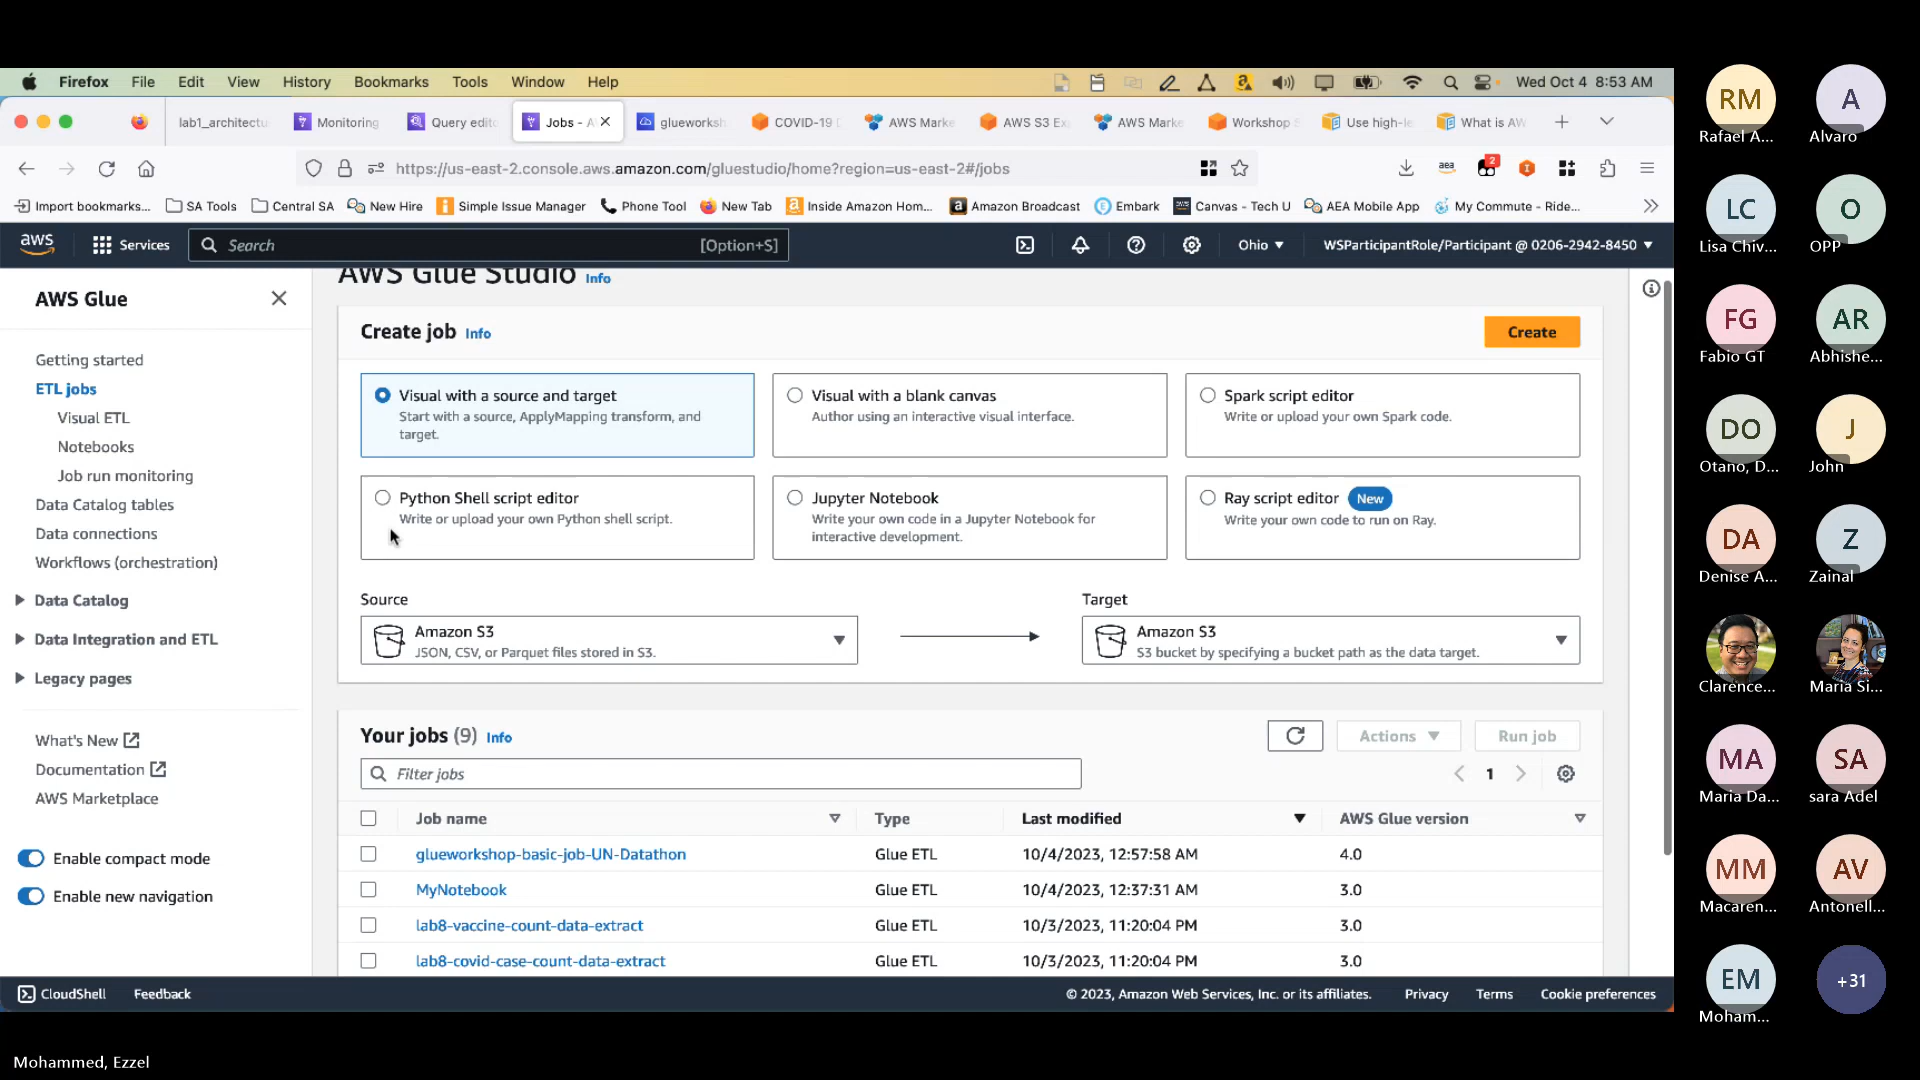 Firefox File Edit View History Bookmarks Tools Window Help Wed Oct 4 8:53 AM
lab1_architectu Monitoring Query edit Jobs - A glueworksh COVID-19 AWS Marke AWS S3 Ex AWS Marke Workshop Use high-le What is AW
https://us-east-2.console.aws.amazon.com/gluestudio/home?region=us-east-2#/jobs aea 2
Import bookmarks... SA Tools Central SA New Hire Simple Issue Manager Phone Tool New Tab Inside Amazon Hom... Amazon Broadcast Embark Canvas - Tech U AEA Mobile App My Commute - Ride...
aws Services Search [Option+S] Ohio WSParticipantRole/Participant @ 0206-2942-8450
AWS Glue
Getting started
ETL jobs
Visual ETL
Notebooks
Job run monitoring
Data Catalog tables
Data connections
Workflows (orchestration)
Data Catalog
Data Integration and ETL
Legacy pages
What's New
Documentation
AWS Marketplace
Enable compact mode
Enable new navigation
AWS Glue Studio Info
Create job Info Create
Visual with a source and target
Start with a source, ApplyMapping transform, and
target.
Visual with a blank canvas
Author using an interactive visual interface.
Spark script editor
Write or upload your own Spark code.
Python Shell script editor
Write or upload your own Python shell script.
Jupyter Notebook
Write your own code in a Jupyter Notebook for
interactive development.
Ray script editor New
Write your own code to run on Ray.
Source
Amazon S3
JSON, CSV, or Parquet files stored in S3.
Target
Amazon S3
S3 bucket by specifying a bucket path as the data target.
Your jobs (9) Info Actions Run job
Filter jobs 1
Job name Type Last modified AWS Glue version
glueworkshop-basic-job-UN-Datathon Glue ETL 10/4/2023, 12:57:58 AM 4.0
MyNotebook Glue ETL 10/4/2023, 12:37:31 AM 3.0
lab8-vaccine-count-data-extract Glue ETL 10/3/2023, 11:20:04 PM 3.0
lab8-covid-case-count-data-extract Glue ETL 10/3/2023, 11:20:04 PM 3.0
CloudShell Feedback © 2023, Amazon Web Services, Inc. or its affiliates. Privacy Terms Cookie preferences
Mohammed, Ezzel
RM A
Rafael A... Alvaro
LC O
Lisa Chiv... OPP
FG AR
Fabio GT Abhishe...
DO J
Otano, D... John
DA Z
Denise A... Zainal
Clarence... Maria Si...
MA SA
Maria Da... sara Adel
MM AV
Macaren... Antonell...
EM +31
Moham...